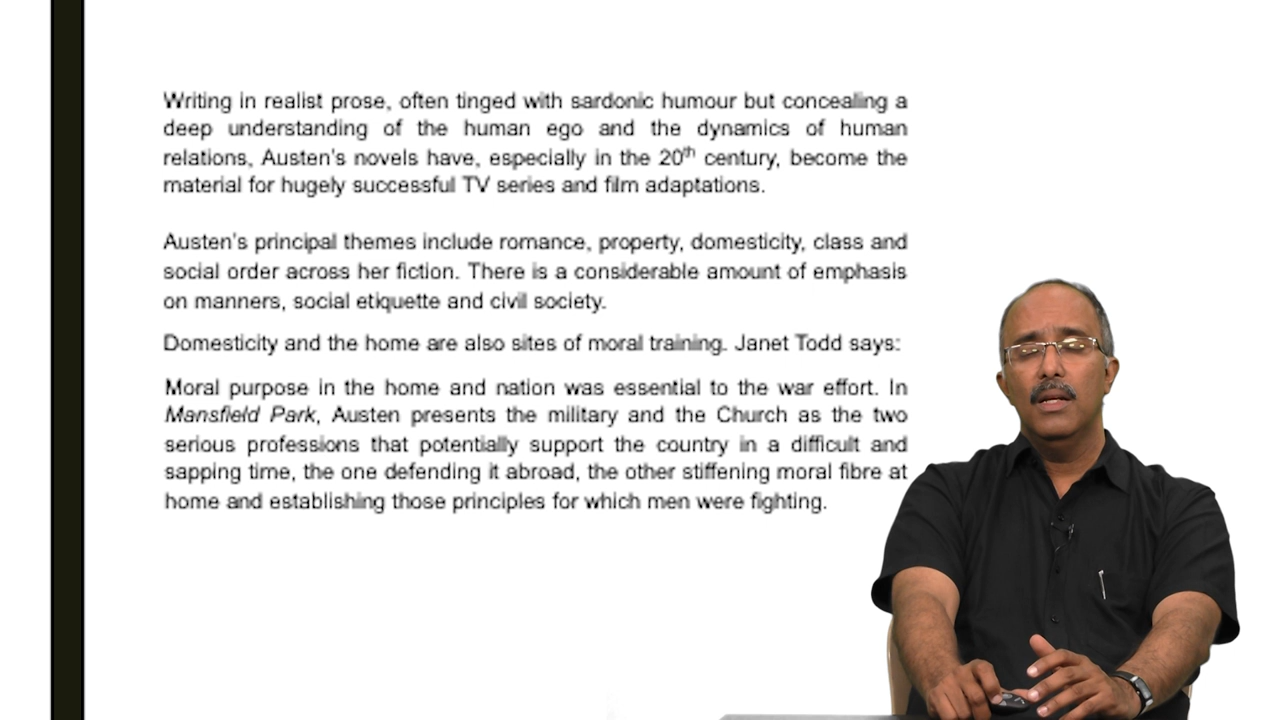 Writing in realist prose, often tinged with sardonic humour but concealing a
deep understanding of the human ego and the dynamics of human
relations, Austen's novels have, especially in the 20th century, become the
material for hugely successful TV series and film adaptations.
Austen's principal themes include romance, property, domesticity, class and
social order across her fiction. There is a considerable amount of emphasis
on manners, social etiquette and civil society.
Domesticity and the home are also sites of moral training. Janet Todd says:
Moral purpose in the home and nation was essential to the war effort. In
Mansfield Park, Austen presents the military and the Church as the two
serious professions that potentially support the country in a difficult and
sapping time, the one defending it abroad, the other stiffening moral fibre at
home and establishing those principles for which men were fighting.